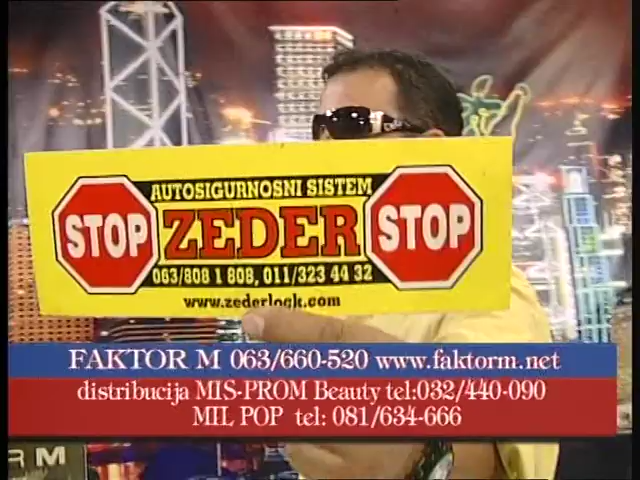 AUTOSIGURNOSNI SISTEM
STOP ZEDER STOP
063/808 1 808, 011/323 44 32
www.zederlock.com
FAKTOR M 063/660-520 www.faktorm.net
distribucija MIS-PROM Beauty tel:032/440-090
MIL POP tel: 081/634-666
R M